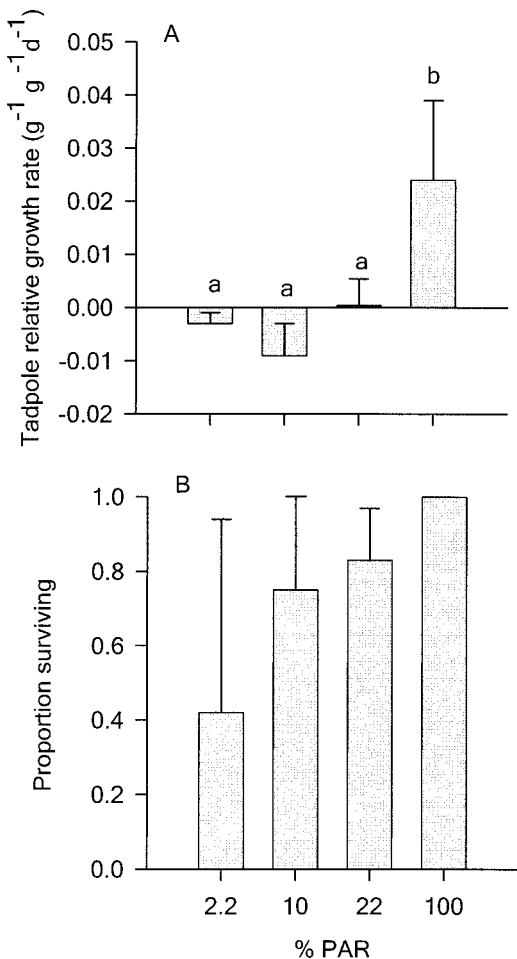 A
Tadpole relative growth rate (g⁻¹ g ⁻¹d⁻¹)
0.05
0.04
0.03
0.02
0.01
0.00
-0.01
-0.02
a
a
a
b
B
Proportion surviving
1.0
0.8
0.6
0.4
0.2
0.0
2.2 10 22 100
% PAR